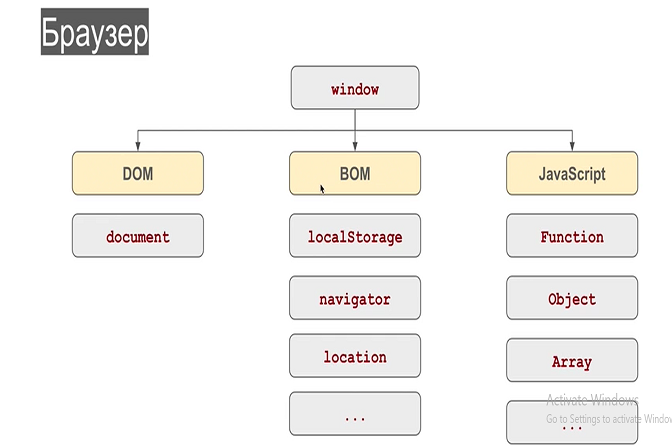 Браузер
window
DOM
BOM
JavaScript
document
localStorage
Function
navigator
Object
location
Array
...
...
Activate Windows
Go to Settings to activate Windo